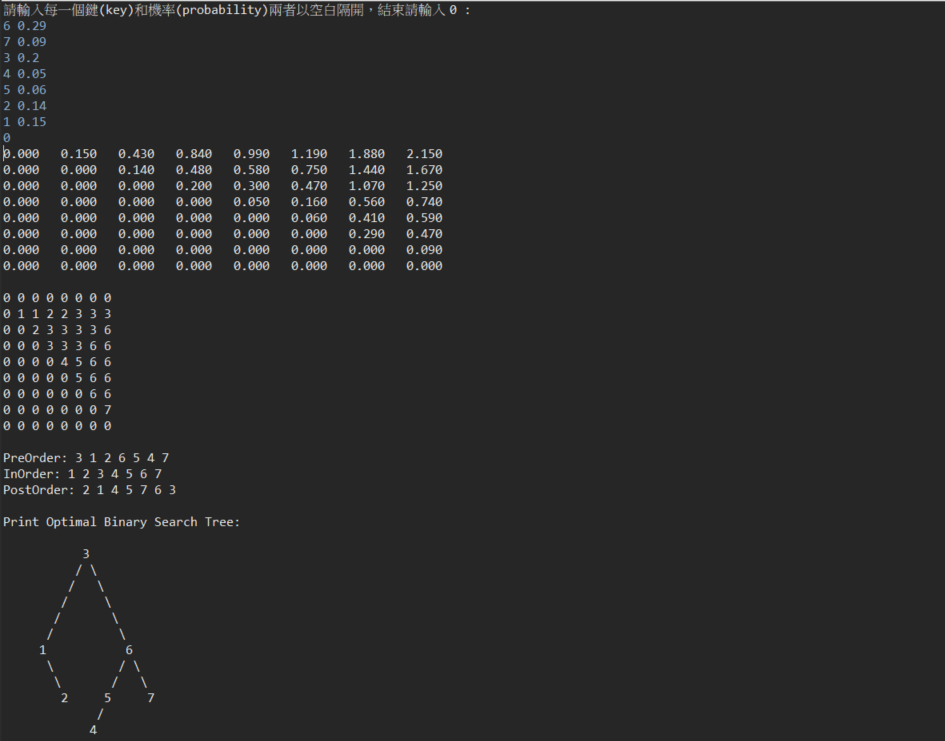 請輸入每一個鍵(key)和機率(probability)兩者以空白隔開，結束請輸入 0 :
6 0.29
7 0.09
3 0.2
4 0.05
5 0.06
2 0.14
1 0.15
0
0.000 0.150 0.430 0.840 0.990 1.190 1.880 2.150
0.000 0.000 0.140 0.480 0.580 0.750 1.440 1.670
0.000 0.000 0.000 0.200 0.300 0.470 1.070 1.250
0.000 0.000 0.000 0.000 0.050 0.160 0.560 0.740
0.000 0.000 0.000 0.000 0.000 0.060 0.410 0.590
0.000 0.000 0.000 0.000 0.000 0.000 0.290 0.470
0.000 0.000 0.000 0.000 0.000 0.000 0.000 0.090
0.000 0.000 0.000 0.000 0.000 0.000 0.000 0.000
0 0 0 0 0 0 0 0
0 1 1 2 2 3 3 3
0 0 2 3 3 3 3 6
0 0 0 3 3 3 6 6
0 0 0 0 4 5 6 6
0 0 0 0 0 5 6 6
0 0 0 0 0 0 6 6
0 0 0 0 0 0 0 7
0 0 0 0 0 0 0 0
PreOrder: 3 1 2 6 5 4 7
InOrder: 1 2 3 4 5 6 7
PostOrder: 2 1 4 5 7 6 3
Print Optimal Binary Search Tree:
3
/ \
/ \
/ \
/ \
/ \
1 6
\ / \
\ / \
2 5 7
/
4